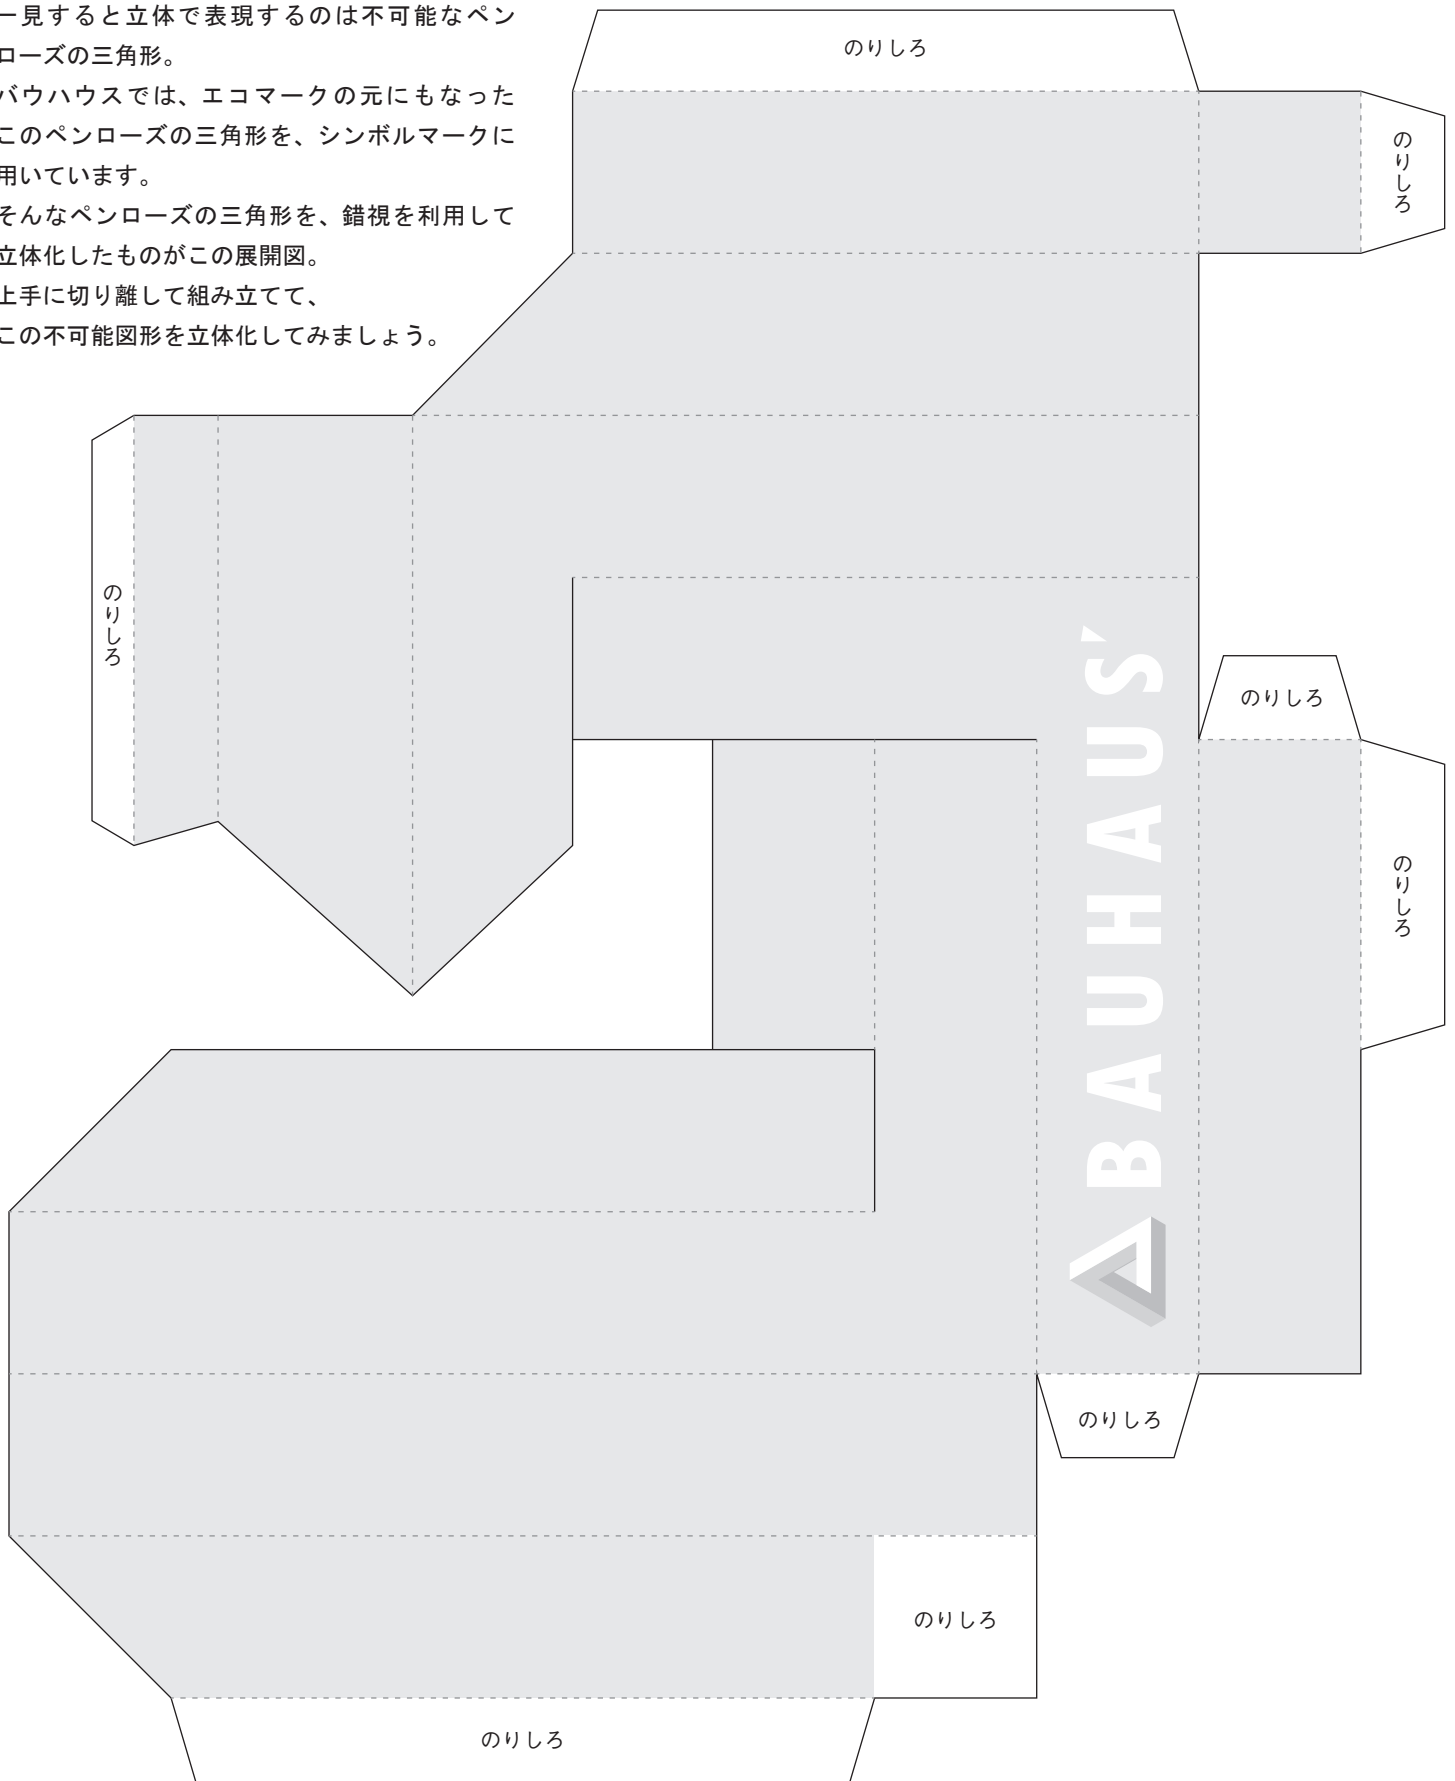 一見すると立体で表現するのは不可能なペン
ローズの三角形。
バウハウスでは、エコマークの元にもなった
このペンローズの三角形を、シンボルマークに
用いています。
そんなペンローズの三角形を、錯視を利用して
立体化したものがこの展開図。
上手に切り離して組み立てて、
この不可能図形を立体化してみましょう。
のりしろ
のりしろ
のりしろ
のりしろ
のりしろ
BAUHAUS′
のりしろ
のりしろ
のりしろ